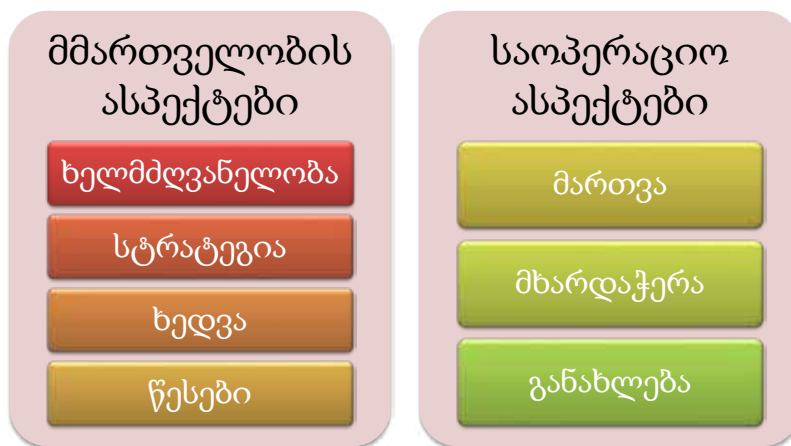 მმართველობის
ასპექტები
ხელმძღვანელობა
სტრატეგია
ხედვა
წესები
საოპერაციო
ასპექტები
მართვა
მხარდაჭერა
განახლება